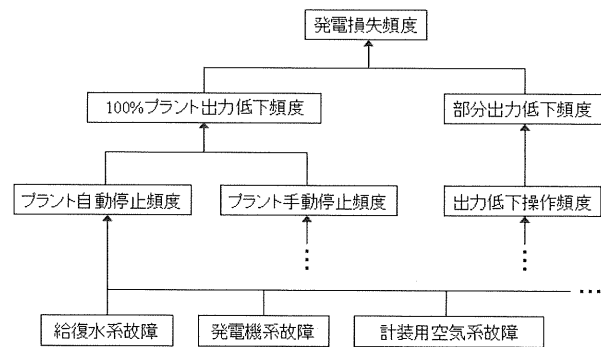 発電損失頻度
100%プラント出力低下頻度
部分出力低下頻度
プラント自動停止頻度
プラント手動停止頻度
出力低下操作頻度
給復水系故障
発電機系故障
計装用空気系故障